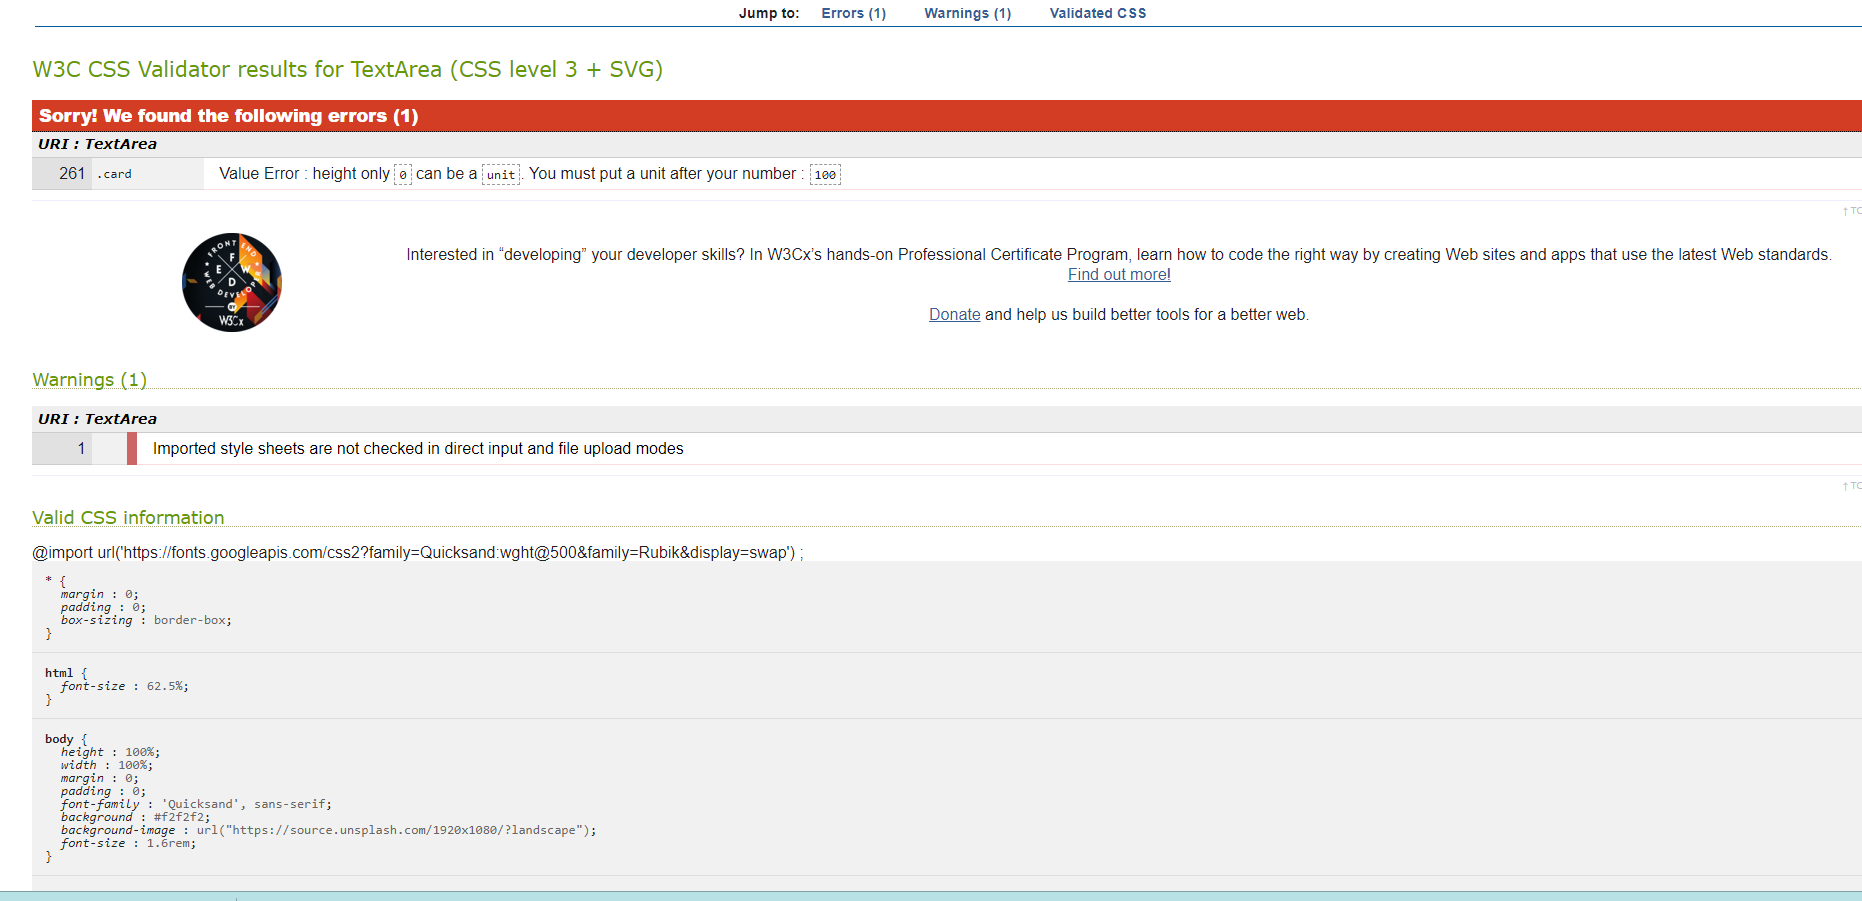 Jump to: Errors (1) Warnings (1) Validated CSS
W3C CSS Validator results for TextArea (CSS level 3 + SVG)
Sorry! We found the following errors (1)
URI : TextArea
261 .card Value Error : height only 0 can be a unit. You must put a unit after your number : 100
↑ TO
FRONT END
WEB DEVELOPER
F E W D
BY
W3Cx
Interested in “developing” your developer skills? In W3Cx’s hands-on Professional Certificate Program, learn how to code the right way by creating Web sites and apps that use the latest Web standards.
Find out more!
Donate and help us build better tools for a better web.
Warnings (1)
URI : TextArea
1 Imported style sheets are not checked in direct input and file upload modes
↑ TO
Valid CSS information
@import url('https://fonts.googleapis.com/css2?family=Quicksand:wght@500&family=Rubik&display=swap') ;
* {
margin : 0;
padding : 0;
box-sizing : border-box;
}
html {
font-size : 62.5%;
}
body {
height : 100%;
width : 100%;
margin : 0;
padding : 0;
font-family : 'Quicksand', sans-serif;
background : #f2f2f2;
background-image : url("https://source.unsplash.com/1920x1080/?landscape");
font-size : 1.6rem;
}